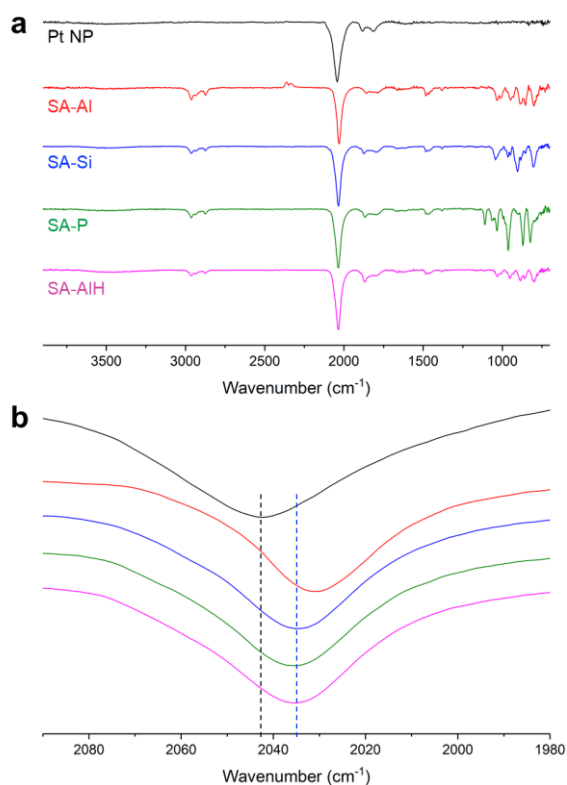 a
Pt NP
SA-Al
SA-Si
SA-P
SA-AlH
3500 3000 2500 2000 1500 1000
Wavenumber (cm⁻¹)
b
2080 2060 2040 2020 2000 1980
Wavenumber (cm⁻¹)